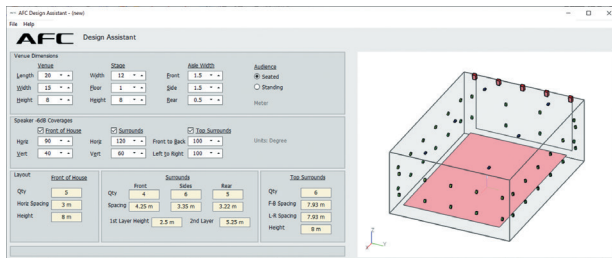 AFC Design Assistant - (new)
File Help
AFC Design Assistant
Venue Dimensions
Venue Stage Aisle Width Audience
Length 20 Width 12 Front 1.5 Seated
Width 15 Floor 1 Side 1.5 Standing
Height 8 Height 8 Rear 0.5 Meter
Speaker -6dB Coverages
Front of House Surrounds Top Surrounds
Horz 90 Horz 120 Front to Back 100 Units: Degree
Vert 40 Vert 60 Left to Right 100
Layout Front of House Surrounds Top Surrounds
Front Sides Rear
Qty 5 Qty 4 6 5 Qty 6
Horz Spacing 3 m Spacing 4.25 m 3.35 m 3.22 m F-B Spacing 7.93 m
Height 8 m 1st Layer Height 2.5 m 2nd Layer 5.25 m L-R Spacing 7.93 m
Height 8 m
Z
X Y